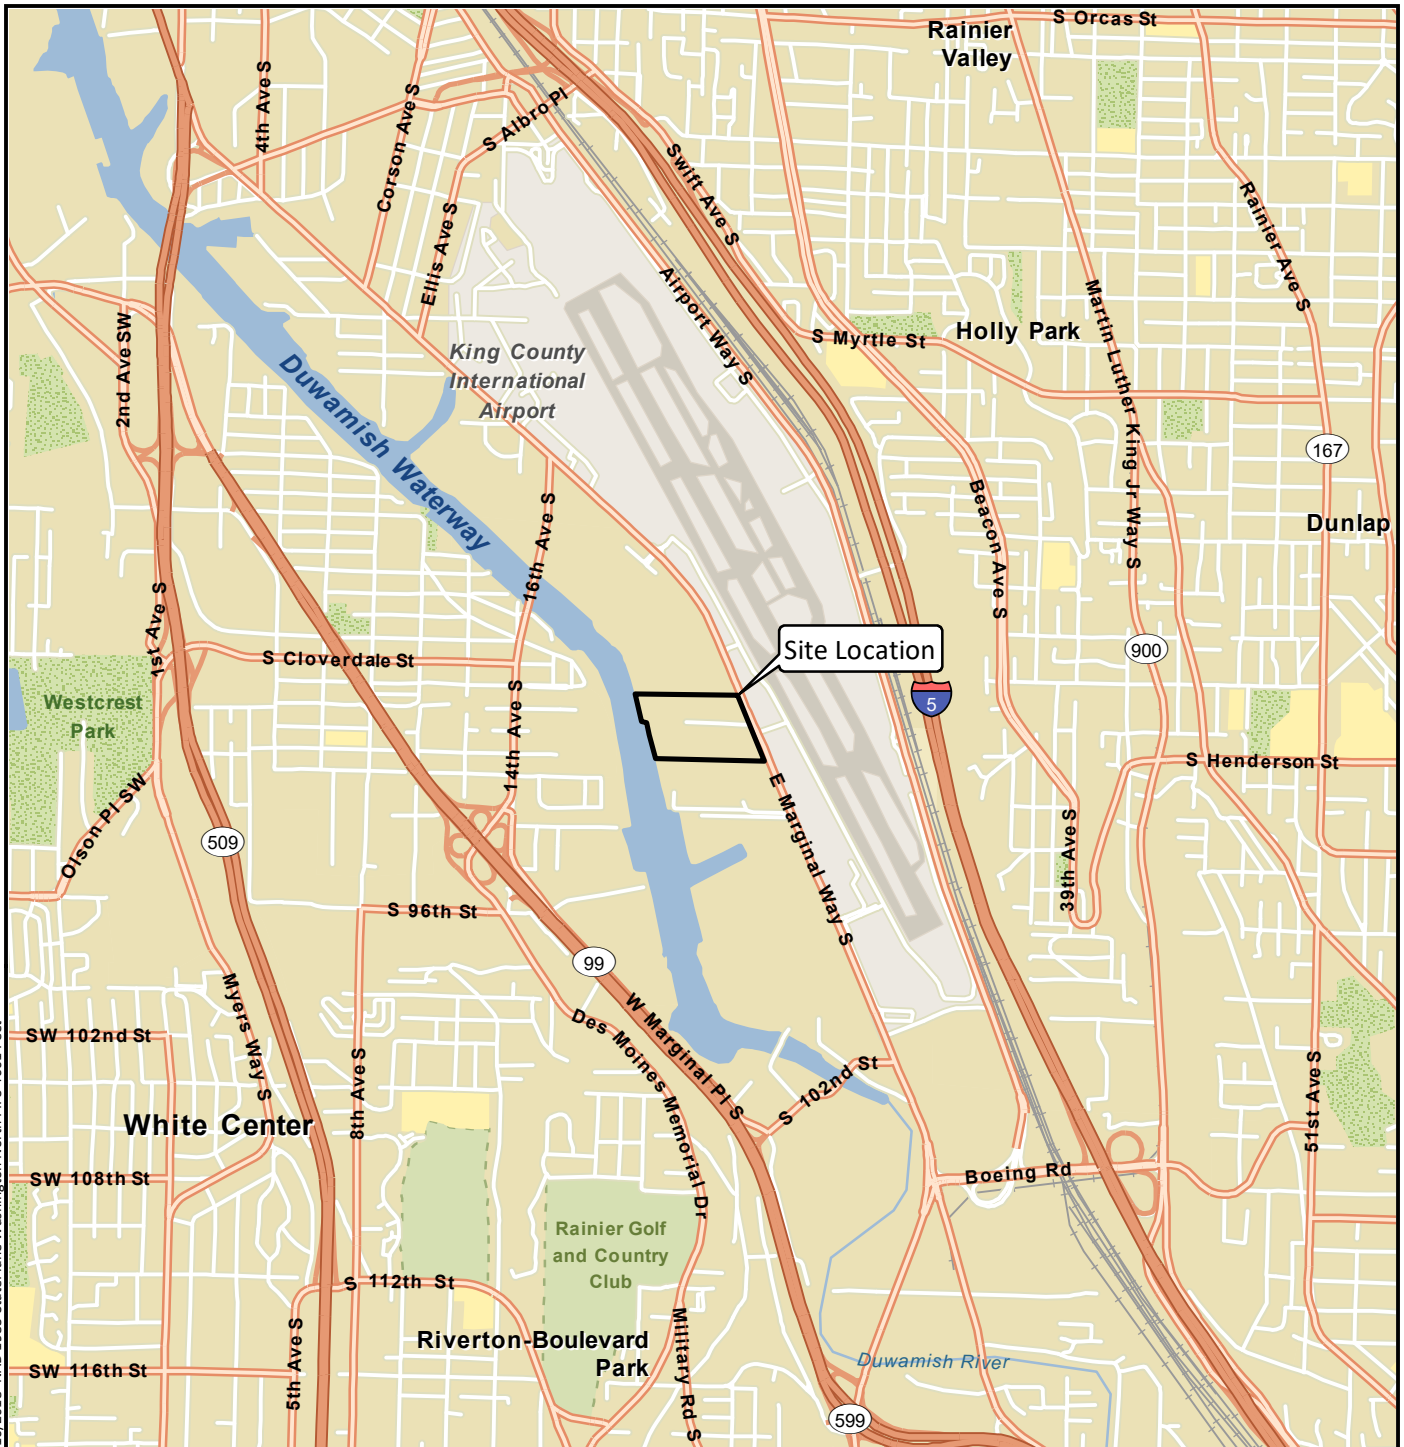 S Orcas St
Rainier
Valley
4th Ave S
Corson Ave S
S Albro Pl
Swift Ave S
Rainier Ave S
Ellis Ave S
Airport Way S
Martin Luther King Jr Way S
2nd Ave SW
King County
International
Airport
S Myrtle St
Holly Park
Duwamish Waterway
167
Dunlap
16th Ave S
Beacon Ave S
1st Ave S
S Cloverdale St
Site Location
900
5
Westcrest
Park
14th Ave S
S Henderson St
Olson Pl SW
509
E Marginal Way S
39th Ave S
S 96th St
99
Myers Way S
W Marginal Pl S
Des Moines Memorial Dr
SW 102nd St
8th Ave S
S 102nd St
51st Ave S
White Center
SW 108th St
Boeing Rd
Rainier Golf
and Country
Club
S 112th St
Military Rd S
Riverton-Boulevard
Park
5th Ave S
SW 116th St
Duwamish River
599